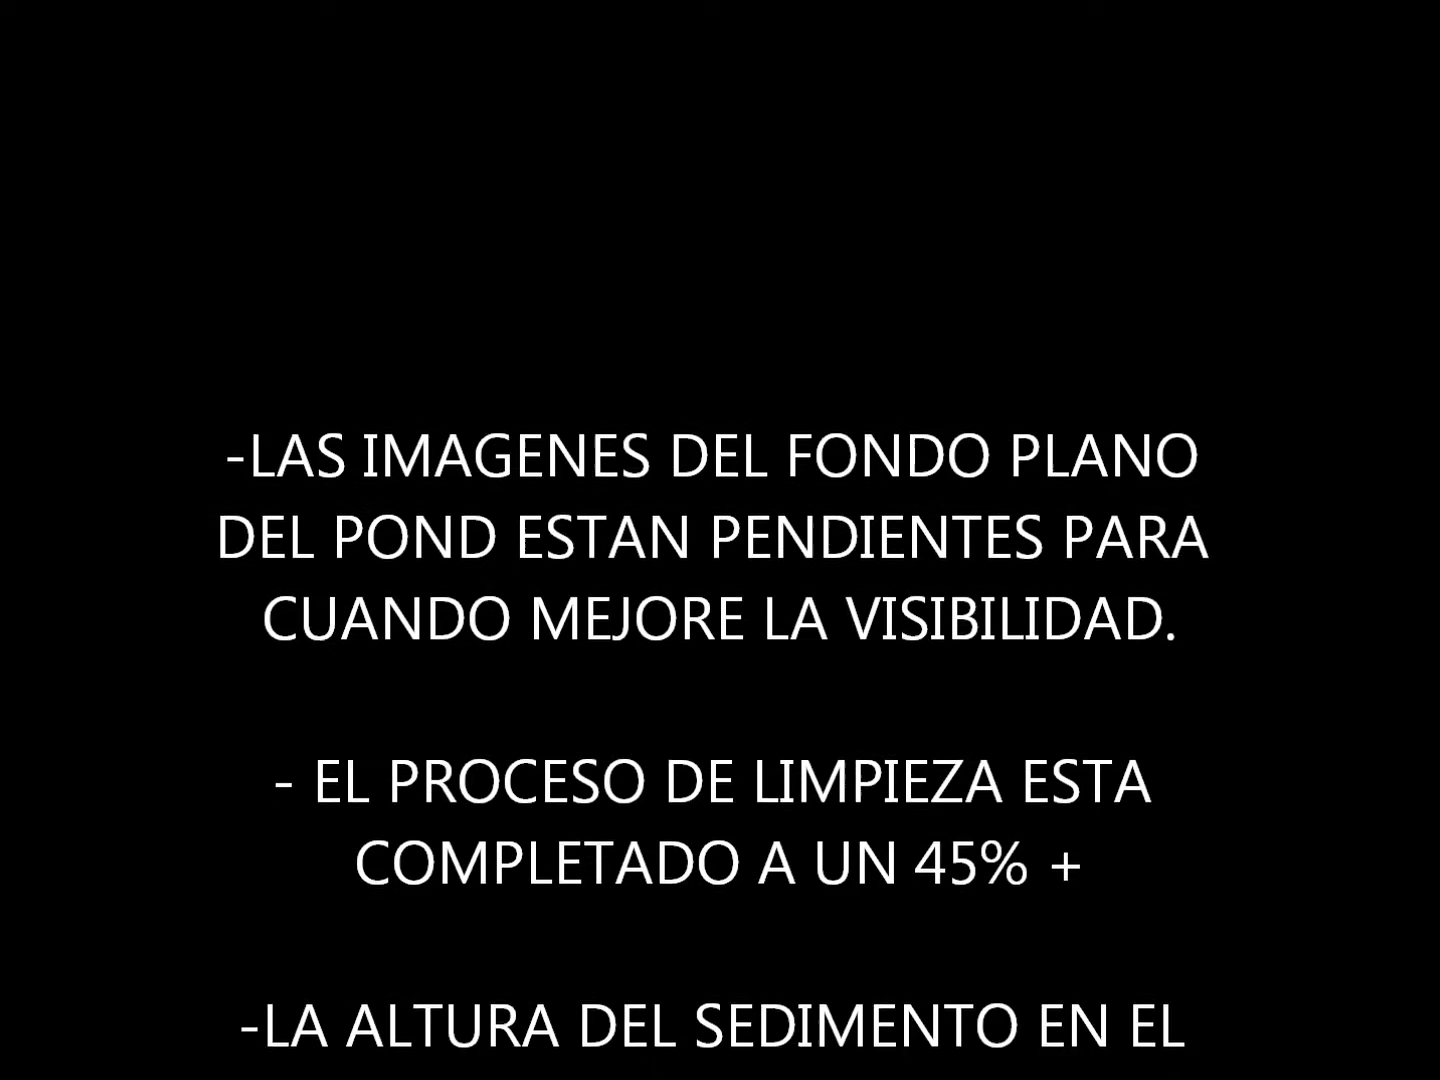 -LAS IMAGENES DEL FONDO PLANO
DEL POND ESTAN PENDIENTES PARA
CUANDO MEJORE LA VISIBILIDAD.
- EL PROCESO DE LIMPIEZA ESTA
COMPLETADO A UN 45% +
-LA ALTURA DEL SEDIMENTO EN EL